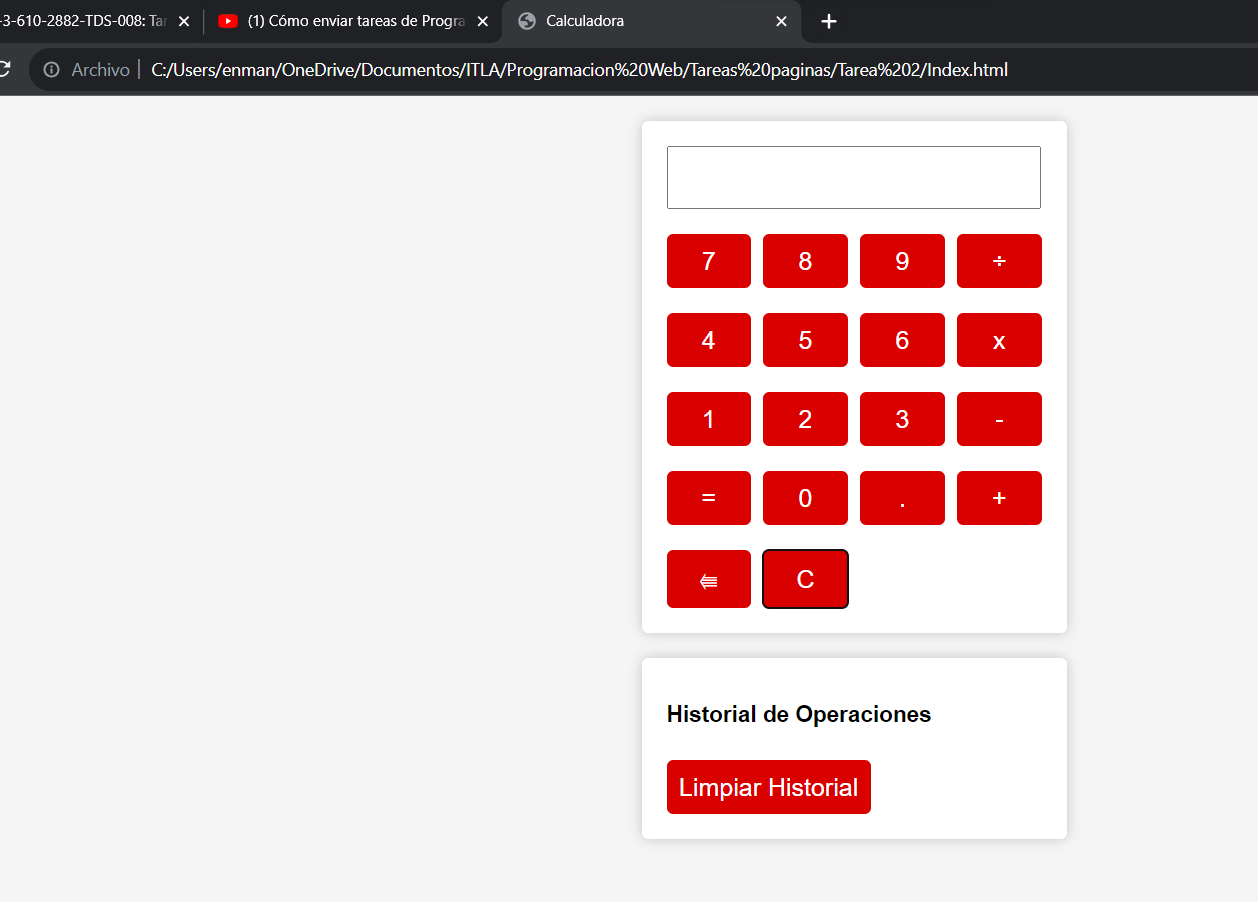 -3-610-2882-TDS-008: Tar
(1) Cómo enviar tareas de Progra
Calculadora
Archivo | C:/Users/enman/OneDrive/Documentos/ITLA/Programacion%20Web/Tareas%20paginas/Tarea%202/Index.html
7 8 9 ÷
4 5 6 x
1 2 3 -
= 0 . +
⭅ C
Historial de Operaciones
Limpiar Historial